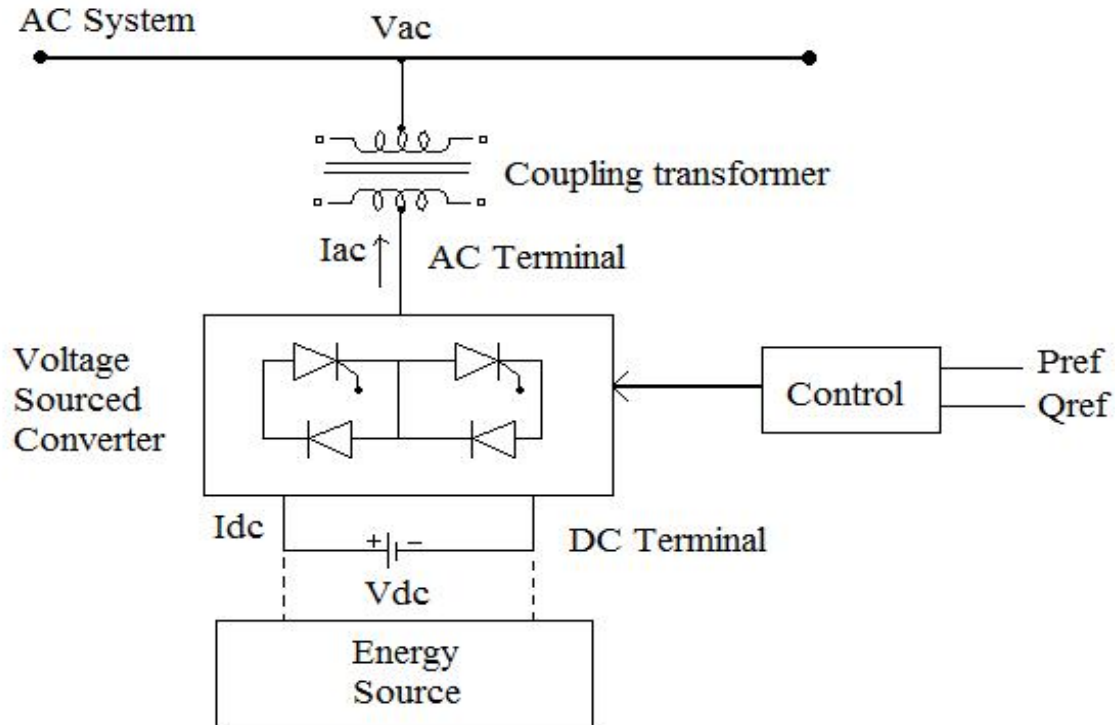 AC System
Vac
Coupling transformer
Iac
AC Terminal
Voltage
Sourced
Converter
Control
Pref
Qref
Idc
+ −
DC Terminal
Vdc
Energy
Source